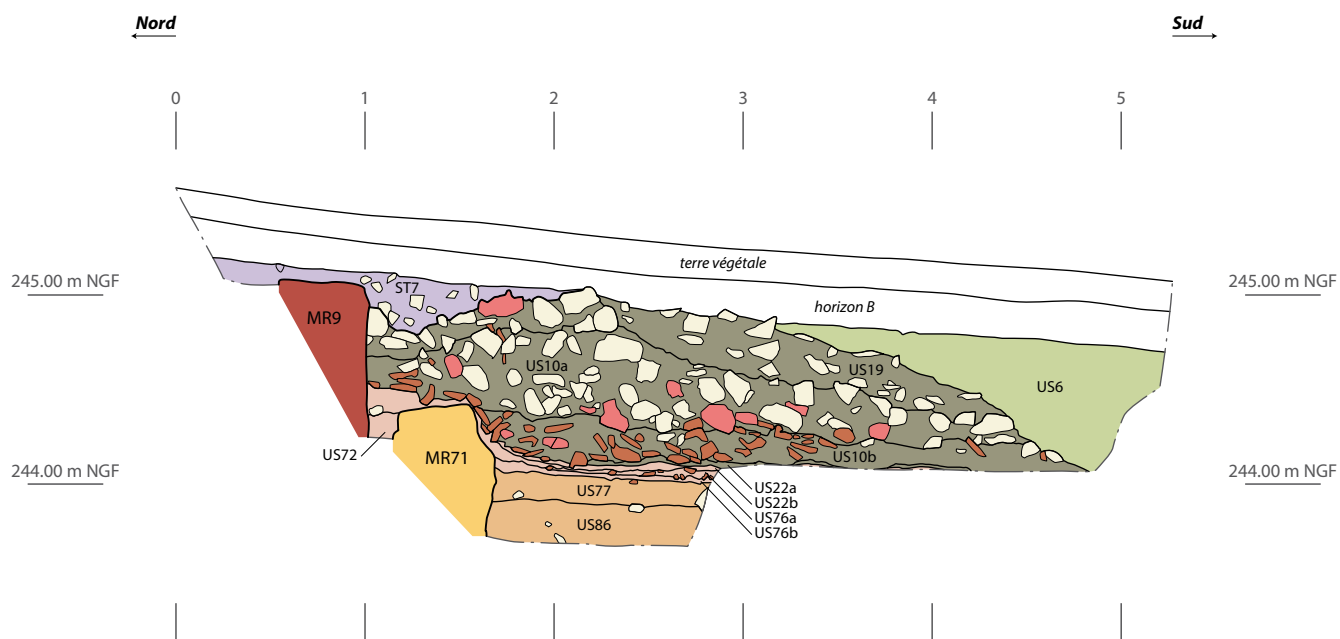 Nord Sud
0 1 2 3 4 5
terre végétale
245.00 m NGF 245.00 m NGF
ST7
horizon B
MR9
US10a
US19
US6
US72
MR71
US10b
244.00 m NGF 244.00 m NGF
US77
US22a
US22b
US76a
US86
US76b